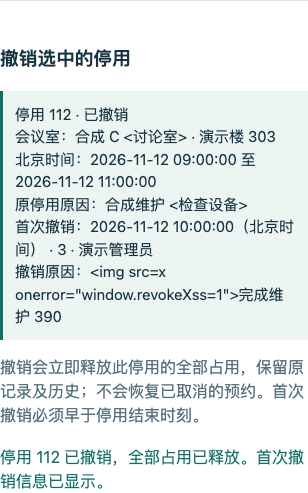 撤销选中的停用
停用 112 · 已撤销
会议室：合成 C <讨论室> · 演示楼 303
北京时间：2026-11-12 09:00:00 至
2026-11-12 11:00:00
原停用原因：合成维护 <检查设备>
首次撤销：2026-11-12 10:00:00（北京时
间） · 3 · 演示管理员
撤销原因：<img src=x
onerror="window.revokeXss=1">完成维
护 390
撤销会立即释放此停用的全部占用，保留原
记录及历史；不会恢复已取消的预约。首次
撤销必须早于停用结束时刻。
停用 112 已撤销，全部占用已释放。首次撤
销信息已显示。